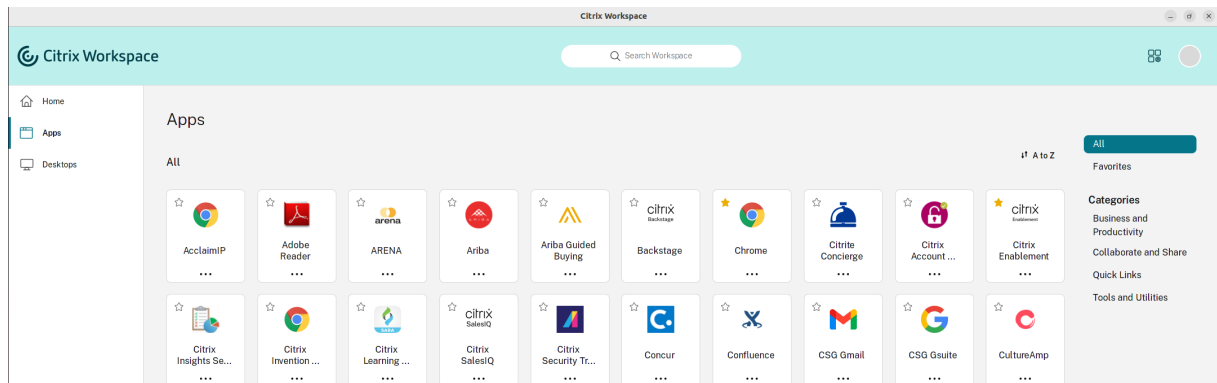 Citrix Workspace
Citrix Workspace
Search Workspace
Home
Apps
Desktops
Apps
All
A to Z
All
Favorites
Categories
Business and
Productivity
Collaborate and Share
Quick Links
Tools and Utilities
AcclaimIP
Adobe
Reader
arena
ARENA
ARIBA
Ariba
Ariba Guided
Buying
citrix
Backstage
Backstage
Chrome
Citrite
Concierge
Citrix
Account ...
citrix
Enablement
Citrix
Enablement
Citrix
Insights Se...
Citrix
Invention ...
SABA
Citrix
Learning ...
citrix
SalesIQ
Citrix
SalesIQ
Citrix
Security Tr...
C.
Concur
Confluence
CSG Gmail
G
CSG Gsuite
CultureAmp